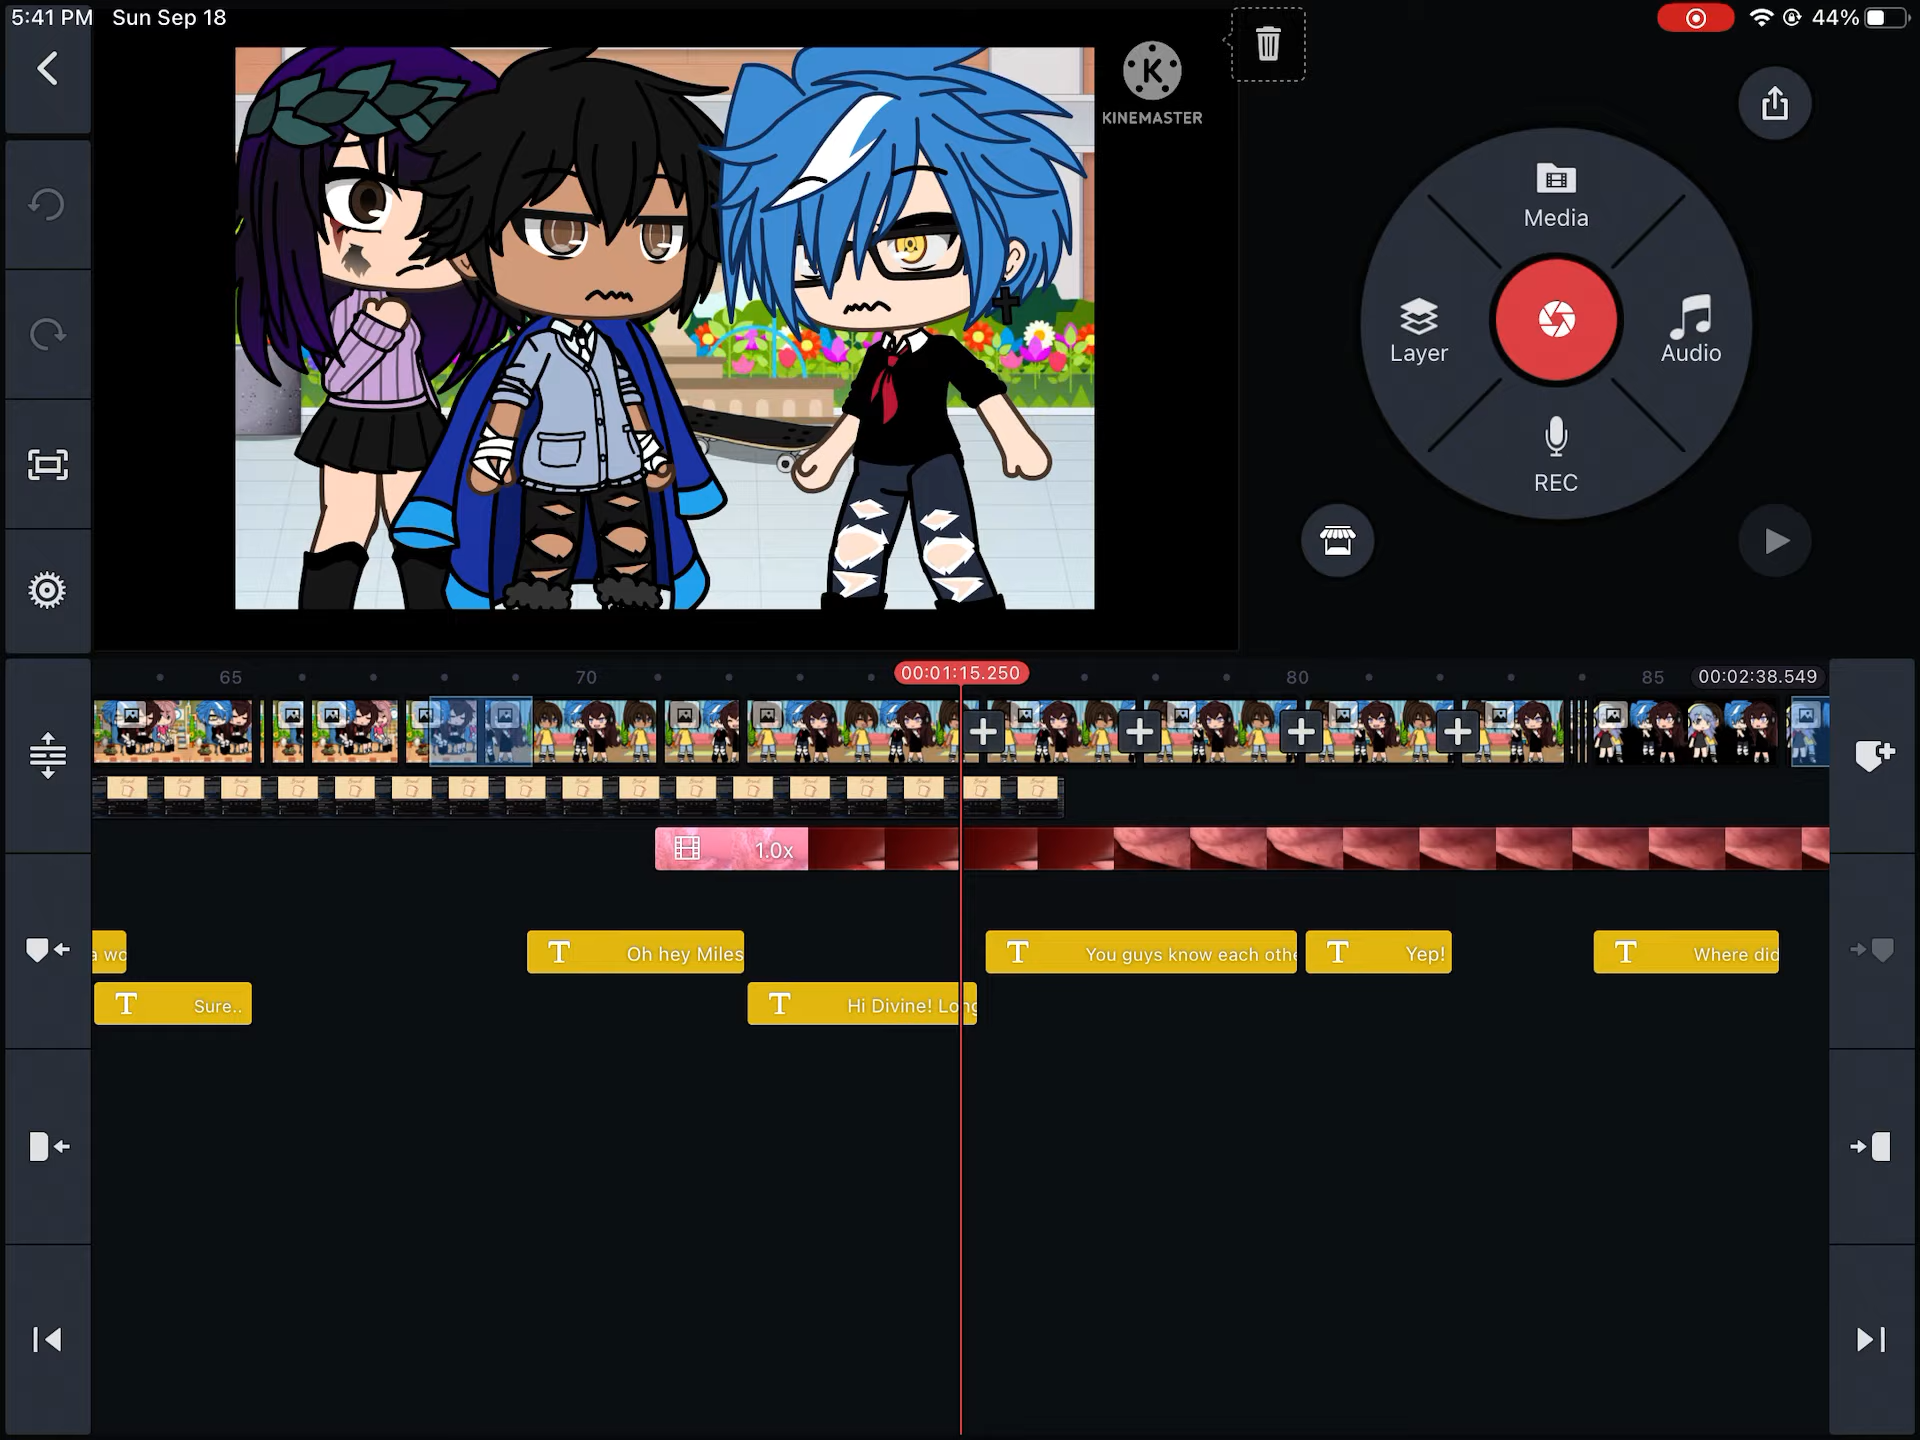 5:41 PM Sun Sep 18
44%
K
KINEMASTER
Media
Layer
Audio
REC
65
70
00:01:15.250
80
85
00:02:38.549
1.0x
a wo
T Oh hey Miles
T You guys know each othe
T Yep!
T Where did
T Sure..
T Hi Divine! Long